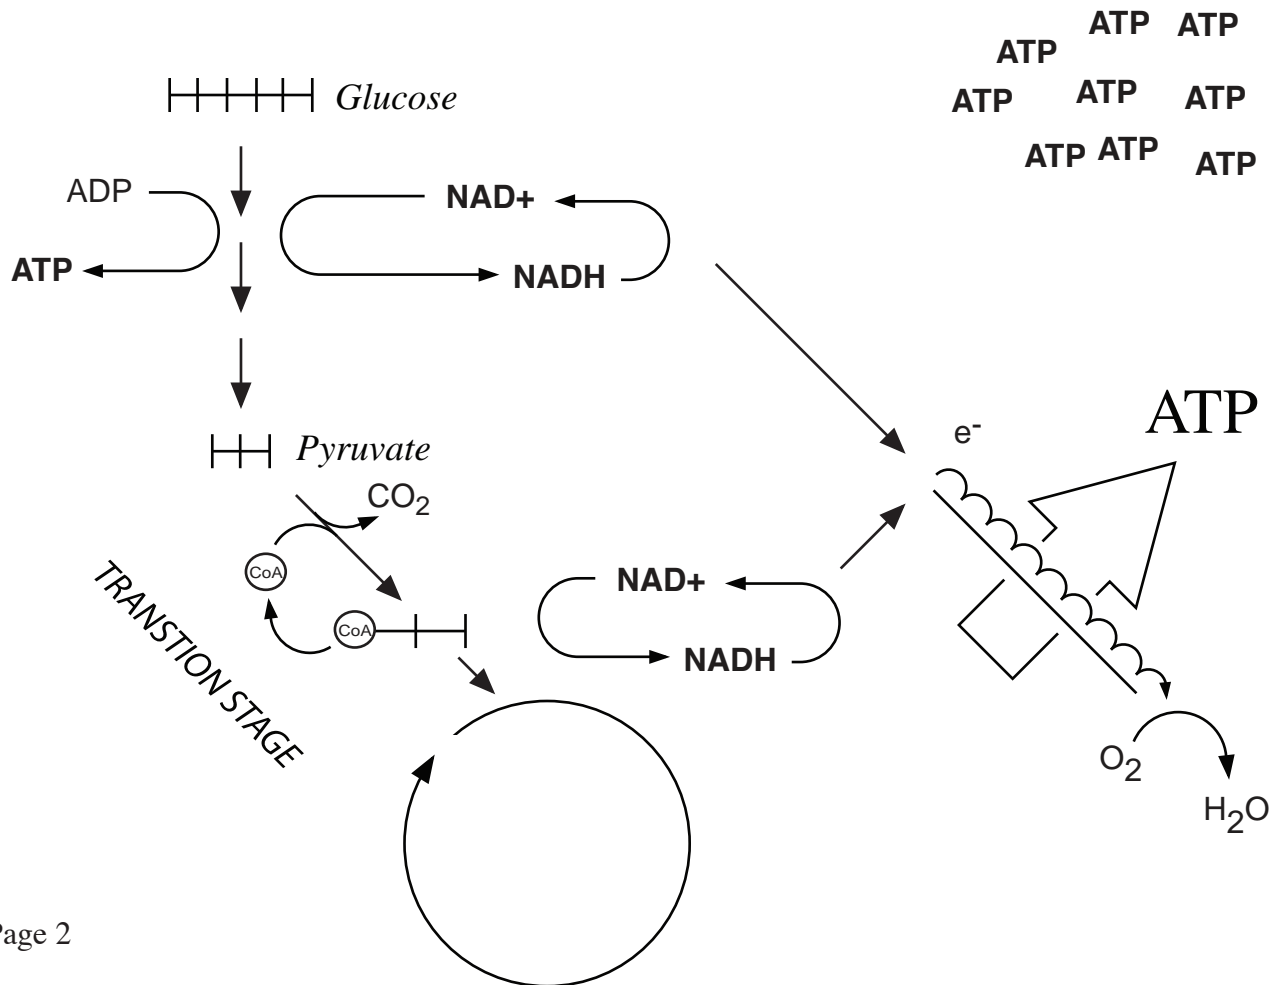 ATP ATP
ATP
ATP ATP ATP
ATP ATP ATP
Glucose
ADP NAD+
ATP NADH
Pyruvate
CO2
CoA
CoA
TRANSTION STAGE
NAD+
NADH
e-
ATP
O2
H2O
age 2